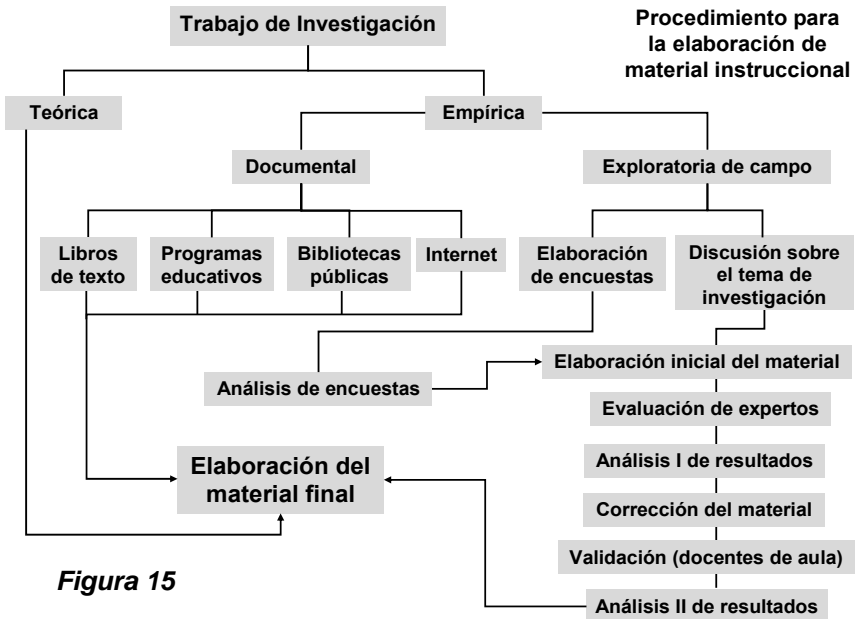 Trabajo de Investigación
Procedimiento para
la elaboración de
material instruccional
Teórica
Empírica
Documental
Exploratoria de campo
Libros
de texto
Programas
educativos
Bibliotecas
públicas
Internet
Elaboración
de encuestas
Discusión sobre
el tema de
investigación
Elaboración inicial del material
Análisis de encuestas
Evaluación de expertos
Elaboración del
material final
Análisis I de resultados
Corrección del material
Validación (docentes de aula)
Análisis II de resultados
Figura 15